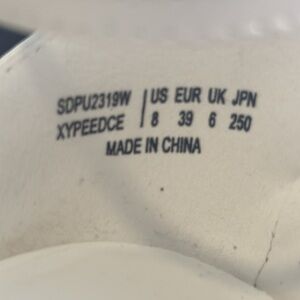 SDPU2319W | US EUR UK JPN
XYPEEDCE | 8 39 6 250
MADE IN CHINA